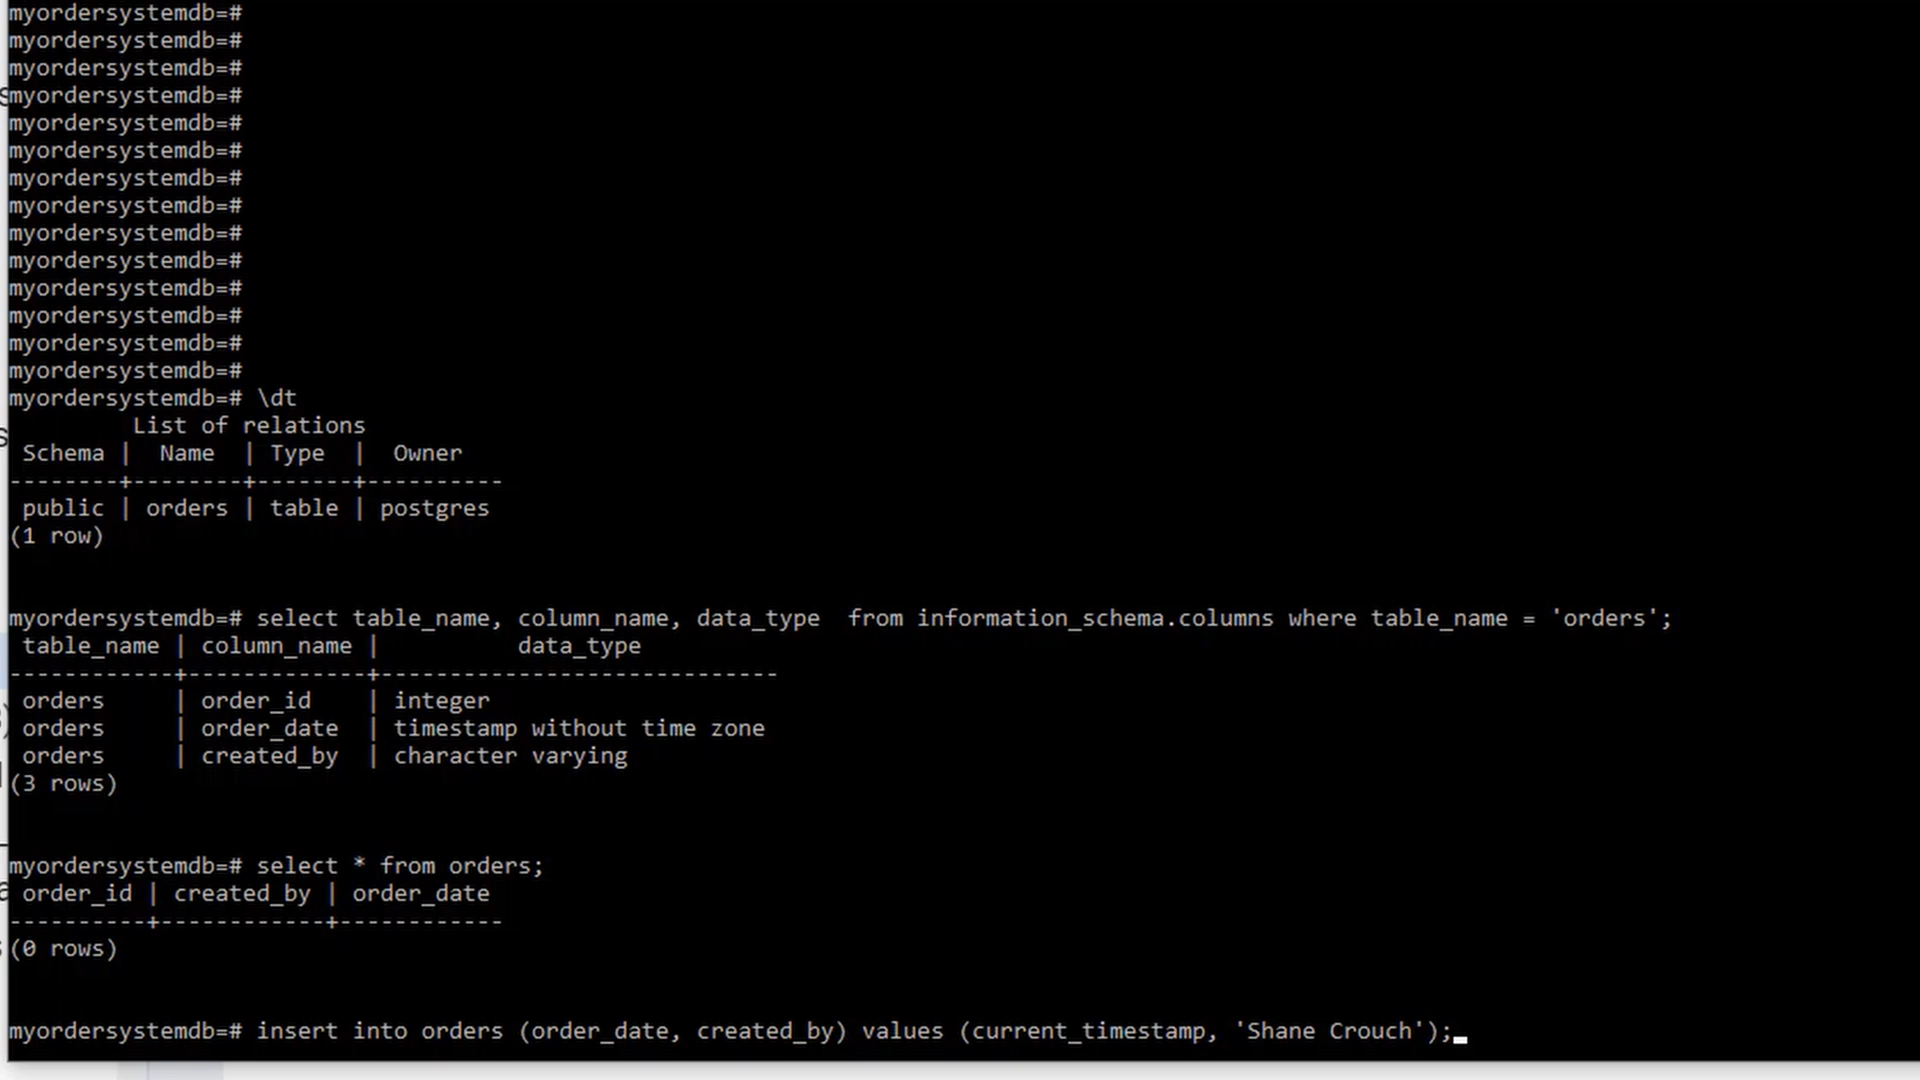 myordersystemdb=#
myordersystemdb=#
myordersystemdb=#
myordersystemdb=#
myordersystemdb=#
myordersystemdb=#
myordersystemdb=#
myordersystemdb=#
myordersystemdb=#
myordersystemdb=#
myordersystemdb=#
myordersystemdb=#
myordersystemdb=#
myordersystemdb=#
myordersystemdb=# \dt
         List of relations
 Schema |  Name  | Type  |  Owner
--------+--------+-------+----------
 public | orders | table | postgres
(1 row)
myordersystemdb=# select table_name, column_name, data_type  from information_schema.columns where table_name = 'orders';
 table_name | column_name |          data_type
------------+-------------+-----------------------------
 orders     | order_id    | integer
 orders     | order_date  | timestamp without time zone
 orders     | created_by  | character varying
(3 rows)
myordersystemdb=# select * from orders;
 order_id | created_by | order_date
----------+------------+------------
(0 rows)
myordersystemdb=# insert into orders (order_date, created_by) values (current_timestamp, 'Shane Crouch');